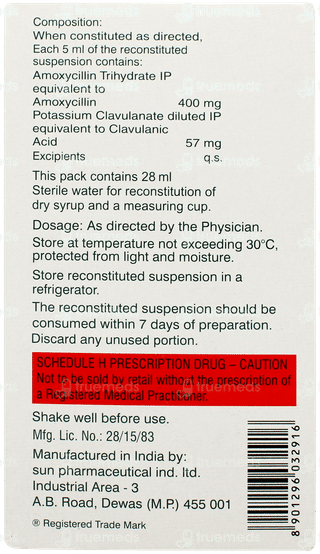 Composition:
When constituted as directed,
Each 5 ml of the reconstituted
suspension contains:
Amoxycillin Trihydrate IP
equivalent to
Amoxycillin 400 mg
Potassium Clavulanate diluted IP
equivalent to Clavulanic
Acid 57 mg
Excipients q.s.
This pack contains 28 ml
Sterile water for reconstitution of
dry syrup and a measuring cup.
Dosage: As directed by the Physician.
Store at temperature not exceeding 30°C,
protected from light and moisture.
Store reconstituted suspension in a
refrigerator.
The reconstituted suspension should be
consumed within 7 days of preparation.
Discard any unused portion.
SCHEDULE H PRESCRIPTION DRUG – CAUTION
Not to be sold by retail without the prescription of
a Registered Medical Practitioner.
Shake well before use.
Mfg. Lic. No.: 28/15/83
Manufactured in India by:
sun pharmaceutical ind. ltd.
Industrial Area - 3
A.B. Road, Dewas (M.P.) 455 001
® Registered Trade Mark
8 901296 032916
truemeds